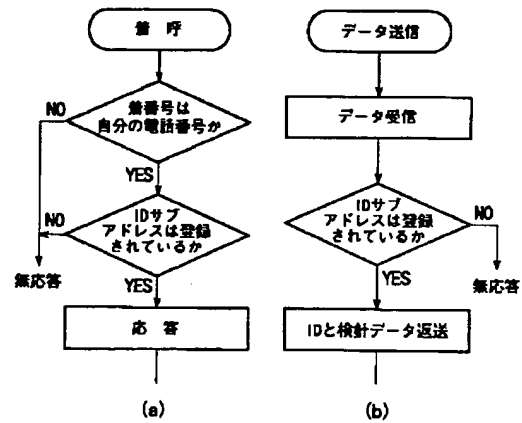 着 呼
着番号は
自分の電話番号か
NO
YES
IDサブ
アドレスは登録
されているか
NO
無応答
YES
応 答
(a)
データ送信
データ受信
IDサブ
アドレスは登録
されているか
NO
無応答
YES
IDと検針データ返送
(b)